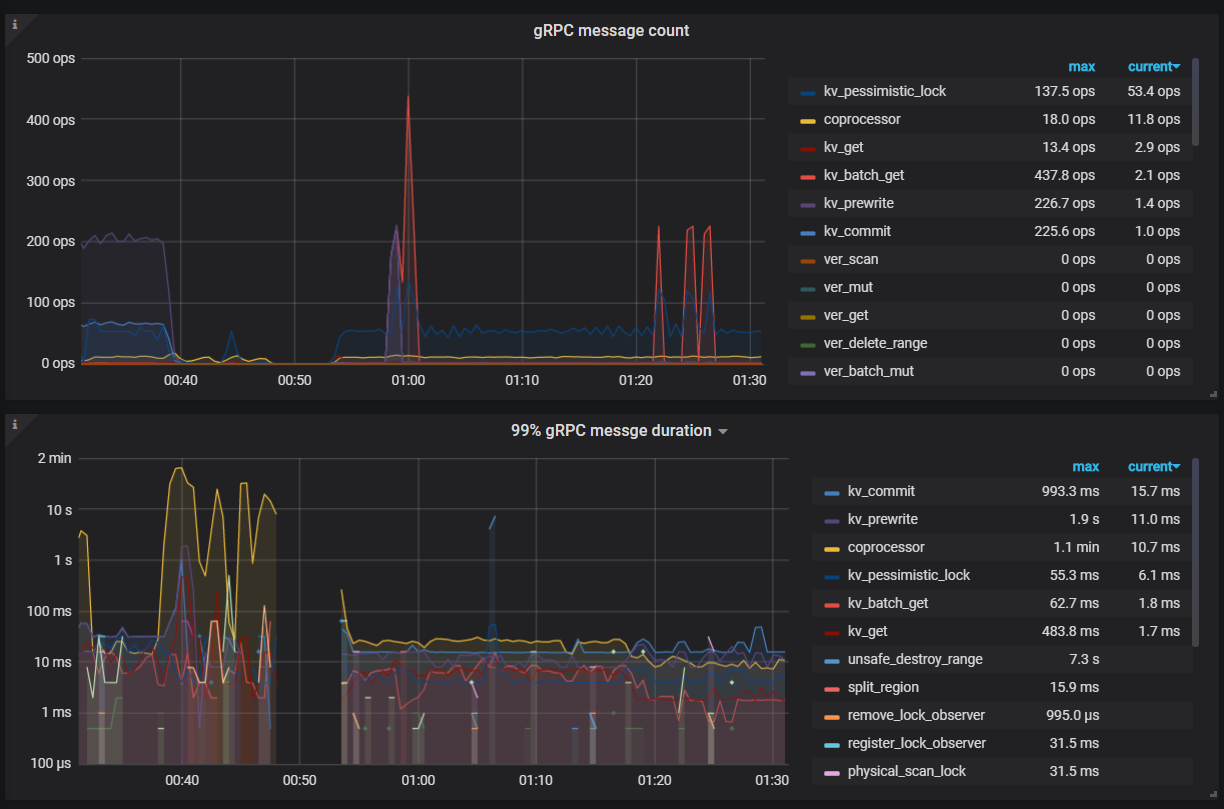 gRPC message count
500 ops
400 ops
300 ops
200 ops
100 ops
0 ops
00:40 00:50 01:00 01:10 01:20 01:30
max current
kv_pessimistic_lock 137.5 ops 53.4 ops
coprocessor 18.0 ops 11.8 ops
kv_get 13.4 ops 2.9 ops
kv_batch_get 437.8 ops 2.1 ops
kv_prewrite 226.7 ops 1.4 ops
kv_commit 225.6 ops 1.0 ops
ver_scan 0 ops 0 ops
ver_mut 0 ops 0 ops
ver_get 0 ops 0 ops
ver_delete_range 0 ops 0 ops
ver_batch_mut 0 ops 0 ops
99% gRPC messge duration
2 min
10 s
1 s
100 ms
10 ms
1 ms
100 µs
00:40 00:50 01:00 01:10 01:20 01:30
max current
kv_commit 993.3 ms 15.7 ms
kv_prewrite 1.9 s 11.0 ms
coprocessor 1.1 min 10.7 ms
kv_pessimistic_lock 55.3 ms 6.1 ms
kv_batch_get 62.7 ms 1.8 ms
kv_get 483.8 ms 1.7 ms
unsafe_destroy_range 7.3 s
split_region 15.9 ms
remove_lock_observer 995.0 µs
register_lock_observer 31.5 ms
physical_scan_lock 31.5 ms